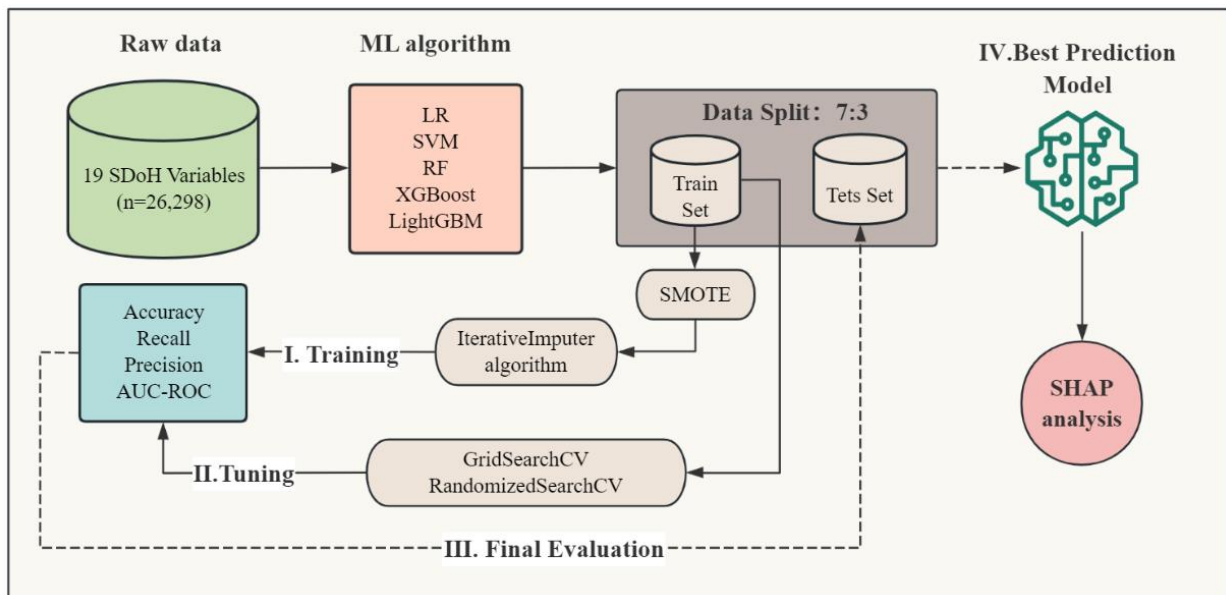 Raw data
19 SDoH Variables
(n=26,298)
ML algorithm
LR
SVM
RF
XGBoost
LightGBM
Data Split：7:3
Train
Set
Tets Set
IV.Best Prediction
Model
SMOTE
IterativeImputer
algorithm
I. Training
Accuracy
Recall
Precision
AUC-ROC
GridSearchCV
RandomizedSearchCV
II.Tuning
III. Final Evaluation
SHAP
analysis